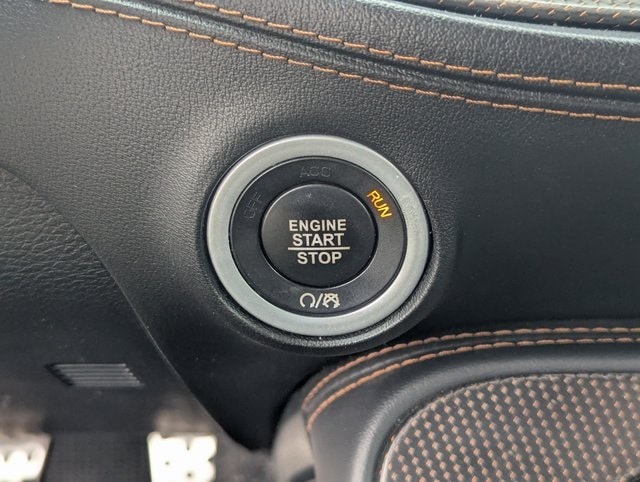 OFF
ACC
RUN
ENGINE
START
STOP